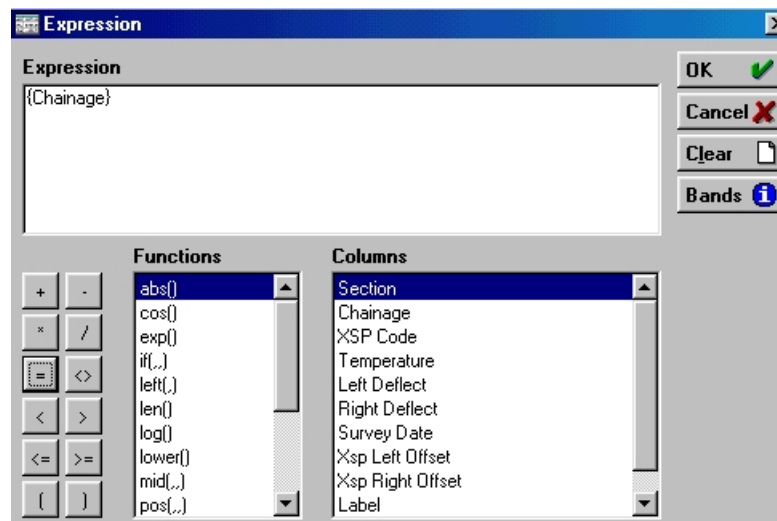 Expression
Expression
{Chainage}
OK
Cancel
Clear
Bands
Functions
Columns
+ -
* /
= <>
< >
<= >=
( )
abs()
cos()
exp()
if(,,)
left(,)
len()
log()
lower()
mid(,,)
pos(,,)
Section
Chainage
XSP Code
Temperature
Left Deflect
Right Deflect
Survey Date
Xsp Left Offset
Xsp Right Offset
Label